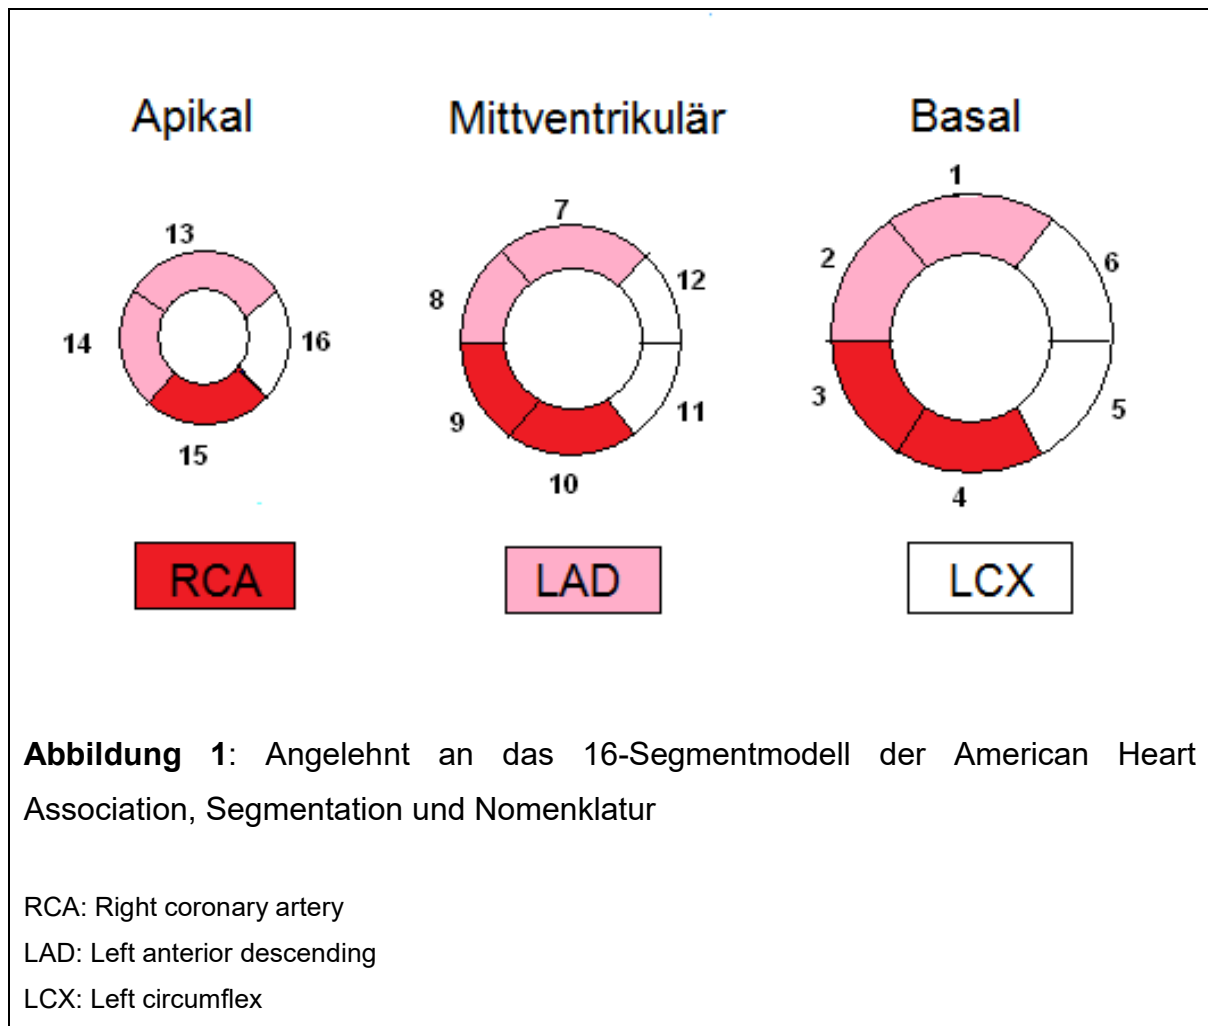 Apikal Mittventrikulär Basal
1
7
13
2 6
12
8
14 16
3 9 11 5
15
10 4
RCA LAD LCX
Abbildung 1: Angelehnt an das 16-Segmentmodell der American Heart
Association, Segmentation und Nomenklatur
RCA: Right coronary artery
LAD: Left anterior descending
LCX: Left circumflex